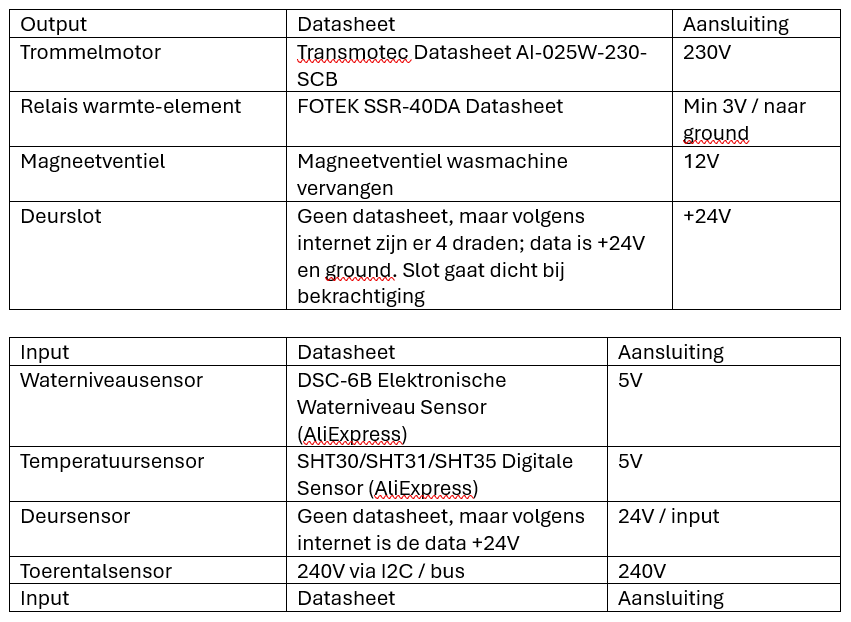 Output Datasheet Aansluiting
Trommelmotor Transmotec Datasheet AI-025W-230- 230V
SCB
Relais warmte-element FOTEK SSR-40DA Datasheet Min 3V / naar
ground
Magneetventiel Magneetventiel wasmachine 12V
vervangen
Deurslot Geen datasheet, maar volgens +24V
internet zijn er 4 draden; data is +24V
en ground. Slot gaat dicht bij
bekrachtiging
Input Datasheet Aansluiting
Waterniveausensor DSC-6B Elektronische 5V
Waterniveau Sensor
(AliExpress)
Temperatuursensor SHT30/SHT31/SHT35 Digitale 5V
Sensor (AliExpress)
Deursensor Geen datasheet, maar volgens 24V / input
internet is de data +24V
Toerentalsensor 240V via I2C / bus 240V
Input Datasheet Aansluiting